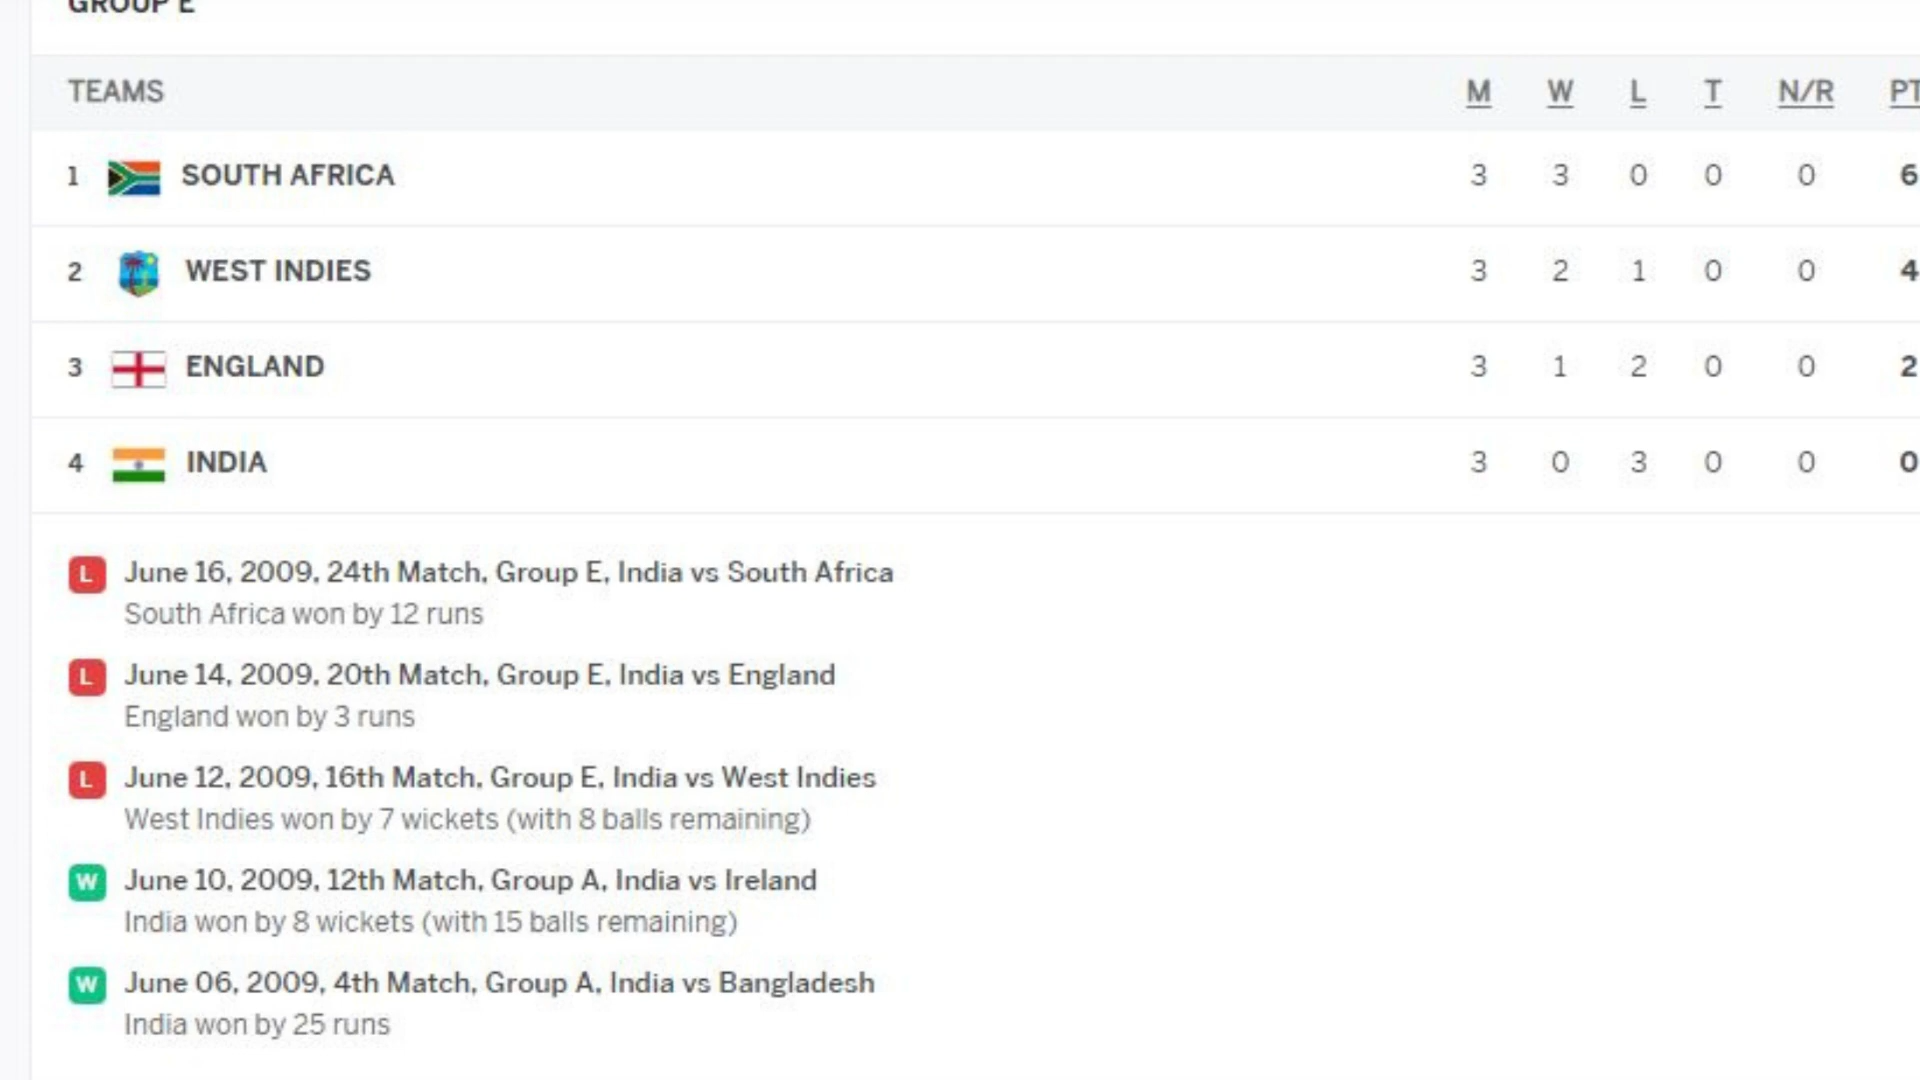 GROUP E
TEAMS M W L T N/R PT
1 SOUTH AFRICA 3 3 0 0 0 6
2 WEST INDIES 3 2 1 0 0 4
3 ENGLAND 3 1 2 0 0 2
4 INDIA 3 0 3 0 0 0
L June 16, 2009, 24th Match, Group E, India vs South Africa
South Africa won by 12 runs
L June 14, 2009, 20th Match, Group E, India vs England
England won by 3 runs
L June 12, 2009, 16th Match, Group E, India vs West Indies
West Indies won by 7 wickets (with 8 balls remaining)
W June 10, 2009, 12th Match, Group A, India vs Ireland
India won by 8 wickets (with 15 balls remaining)
W June 06, 2009, 4th Match, Group A, India vs Bangladesh
India won by 25 runs